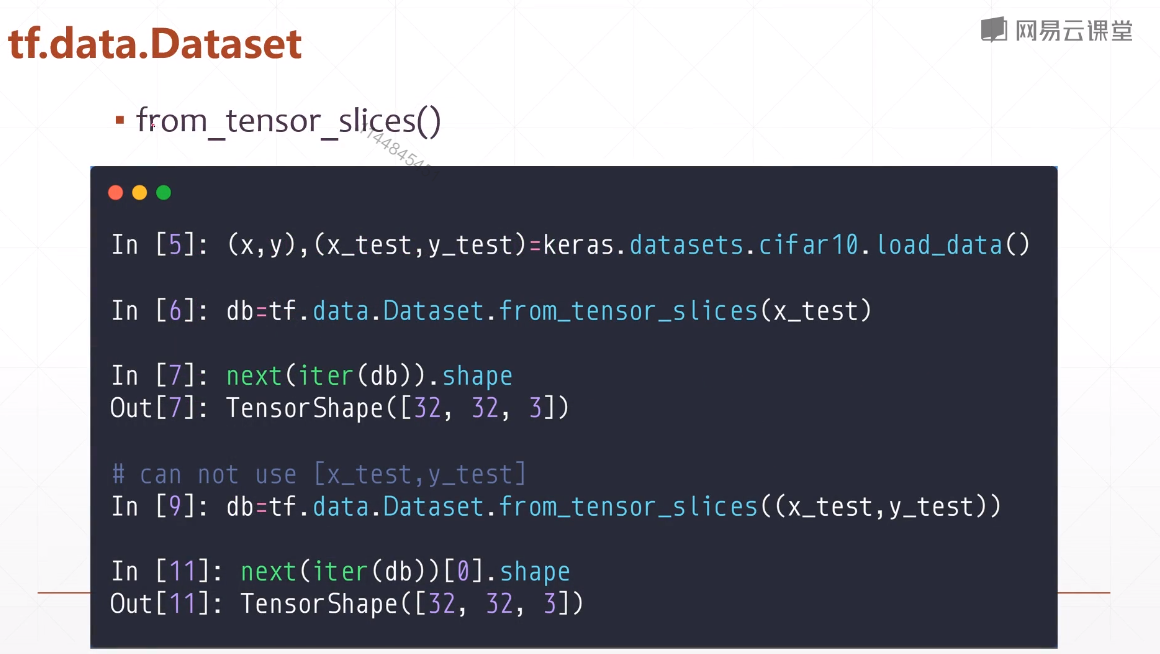 tf.data.Dataset
网易云课堂
from_tensor_slices()
In [5]: (x,y),(x_test,y_test)=keras.datasets.cifar10.load_data()
In [6]: db=tf.data.Dataset.from_tensor_slices(x_test)
In [7]: next(iter(db)).shape
Out[7]: TensorShape([32, 32, 3])
# can not use [x_test,y_test]
In [9]: db=tf.data.Dataset.from_tensor_slices((x_test,y_test))
In [11]: next(iter(db))[0].shape
Out[11]: TensorShape([32, 32, 3])